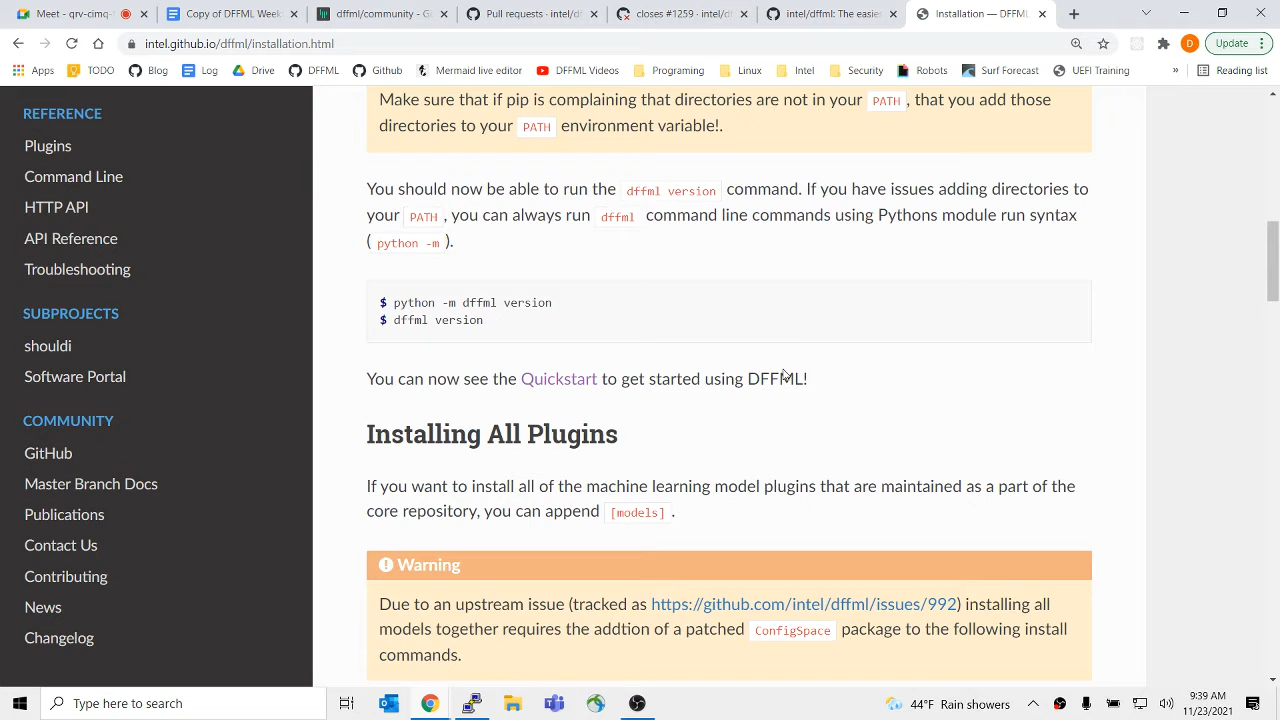 Meet – qrv-cimq
Copy of DFFML Week
dffml/community - G
Pull requests · intel/d
closes #1259 · intel/d
intel/dffml: The ea
Installation — DFFML
intel.github.io/dffml/installation.html
D
Update
Apps
TODO
Blog
Log
Drive
DFFML
Github
Mermaid live editor
DFFML Videos
Programing
Linux
Intel
Security
Robots
Surf Forecast
UEFI Training
»
Reading list
REFERENCE
Plugins
Command Line
HTTP API
API Reference
Troubleshooting
SUBPROJECTS
shouldi
Software Portal
COMMUNITY
GitHub
Master Branch Docs
Publications
Contact Us
Contributing
News
Changelog
Make sure that if pip is complaining that directories are not in your PATH , that you add those
directories to your PATH environment variable!.
You should now be able to run the dffml version command. If you have issues adding directories to
your PATH , you can always run dffml command line commands using Pythons module run syntax
( python -m ).
$ python -m dffml version
$ dffml version
You can now see the Quickstart to get started using DFFML!
Installing All Plugins
If you want to install all of the machine learning model plugins that are maintained as a part of the
core repository, you can append [models] .
Warning
Due to an upstream issue (tracked as https://github.com/intel/dffml/issues/992) installing all
models together requires the addtion of a patched ConfigSpace package to the following install
commands.
Type here to search
44°F Rain showers
9:39 AM
11/23/2021